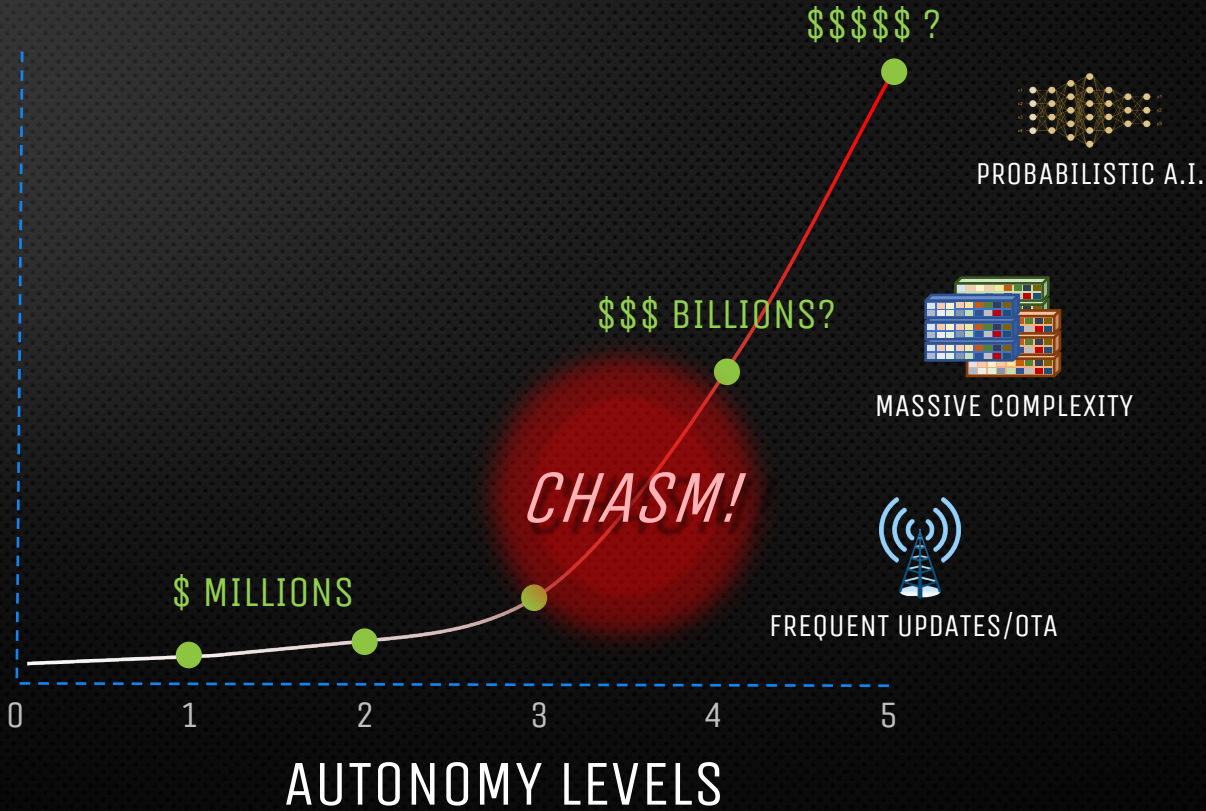 $$$$$ ?
PROBABILISTIC A.I.
$$$ BILLIONS?
MASSIVE COMPLEXITY
CHASM!
$ MILLIONS
FREQUENT UPDATES/OTA
0 1 2 3 4 5
AUTONOMY LEVELS